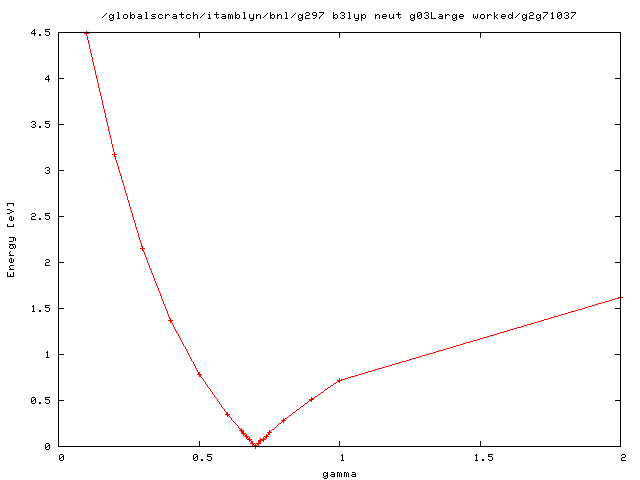 /globalscratch/itamblyn/bnl/g297 b3lyp neut g03Large worked/g2g71037
4.5
4
3.5
3
2.5
2
1.5
1
0.5
0
Energy [eV]
0 0.5 1 1.5 2
gamma